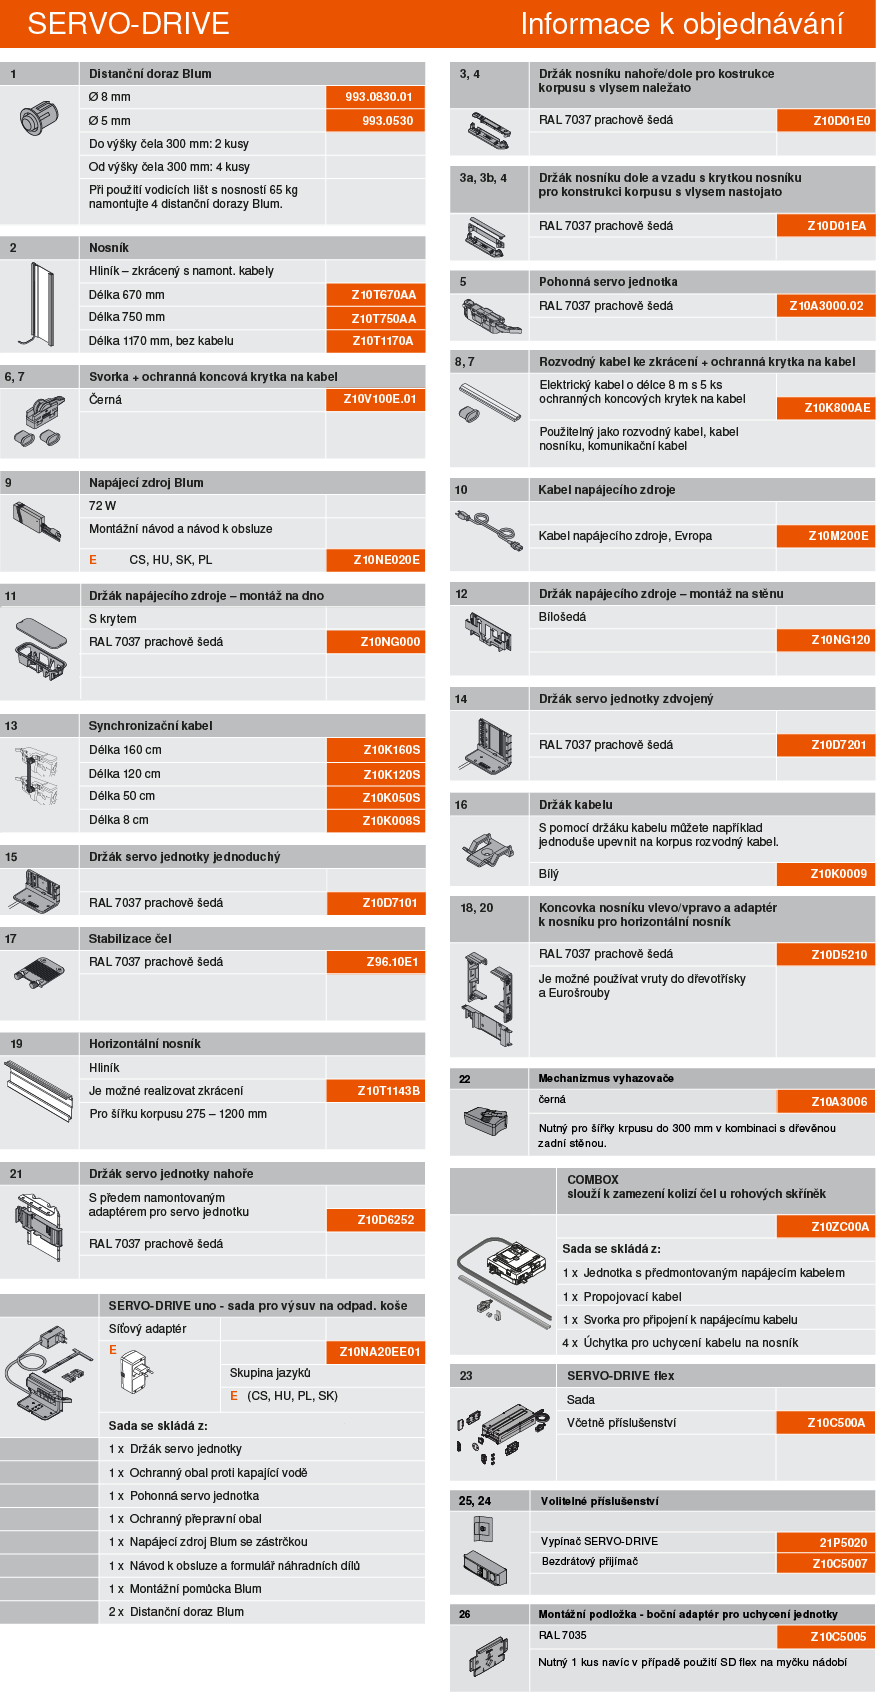 SERVO-DRIVE
Informace k objednávání
1
Distanční doraz Blum
Ø 8 mm
993.0830.01
Ø 5 mm
993.0530
Do výšky čela 300 mm: 2 kusy
Od výšky čela 300 mm: 4 kusy
Při použití vodicích lišt s nosností 65 kg
namontujte 4 distanční dorazy Blum.
2
Nosník
Hliník – zkrácený s namont. kabely
Délka 670 mm
Z10T670AA
Délka 750 mm
Z10T750AA
Délka 1170 mm, bez kabelu
Z10T1170A
6, 7
Svorka + ochranná koncová krytka na kabel
Černá
Z10V100E.01
9
Napájecí zdroj Blum
72 W
Montážní návod a návod k obsluze
E CS, HU, SK, PL
Z10NE020E
11
Držák napájecího zdroje – montáž na dno
S krytem
RAL 7037 prachově šedá
Z10NG000
13
Synchronizační kabel
Délka 160 cm
Z10K160S
Délka 120 cm
Z10K120S
Délka 50 cm
Z10K050S
Délka 8 cm
Z10K008S
15
Držák servo jednotky jednoduchý
RAL 7037 prachově šedá
Z10D7101
17
Stabilizace čel
RAL 7037 prachově šedá
Z96.10E1
19
Horizontální nosník
Hliník
Je možné realizovat zkrácení
Z10T1143B
Pro šířku korpusu 275 – 1200 mm
21
Držák servo jednotky nahoře
S předem namontovaným
adaptérem pro servo jednotku
Z10D6252
RAL 7037 prachově šedá
SERVO-DRIVE uno - sada pro výsuv na odpad. koše
Síťový adaptér
E
Z10NA20EE01
Skupina jazyků
E (CS, HU, PL, SK)
Sada se skládá z:
1 x Držák servo jednotky
1 x Ochranný obal proti kapající vodě
1 x Pohonná servo jednotka
1 x Ochranný přepravní obal
1 x Napájecí zdroj Blum se zástrčkou
1 x Návod k obsluze a formulář náhradních dílů
1 x Montážní pomůcka Blum
2 x Distanční doraz Blum
3, 4
Držák nosníku nahoře/dole pro kostrukce
korpusu s vlysem naležato
RAL 7037 prachově šedá
Z10D01E0
3a, 3b, 4
Držák nosníku dole a vzadu s krytkou nosníku
pro konstrukci korpusu s vlysem nastojato
RAL 7037 prachově šedá
Z10D01EA
5
Pohonná servo jednotka
RAL 7037 prachově šedá
Z10A3000.02
8, 7
Rozvodný kabel ke zkrácení + ochranná krytka na kabel
Elektrický kabel o délce 8 m s 5 ks
ochranných koncových krytek na kabel
Z10K800AE
Použitelný jako rozvodný kabel, kabel
nosníku, komunikační kabel
10
Kabel napájecího zdroje
Kabel napájecího zdroje, Evropa
Z10M200E
12
Držák napájecího zdroje – montáž na stěnu
Bílošedá
Z10NG120
14
Držák servo jednotky zdvojený
RAL 7037 prachově šedá
Z10D7201
16
Držák kabelu
S pomocí držáku kabelu můžete například
jednoduše upevnit na korpus rozvodný kabel.
Bílý
Z10K0009
18, 20
Koncovka nosníku vlevo/vpravo a adaptér
k nosníku pro horizontální nosník
RAL 7037 prachově šedá
Z10D5210
Je možné používat vruty do dřevotřísky
a Eurošrouby
22
Mechanizmus vyhazovače
černá
Z10A3006
Nutný pro šířky krpusu do 300 mm v kombinaci s dřevěnou
zadní stěnou.
COMBOX
slouží k zamezení kolizí čel u rohových skříněk
Z10ZC00A
Sada se skládá z:
1 x Jednotka s předmontovaným napájecím kabelem
1 x Propojovací kabel
1 x Svorka pro připojení k napájecímu kabelu
4 x Úchytka pro uchycení kabelu na nosník
23
SERVO-DRIVE flex
Sada
Včetně příslušenství
Z10C500A
25, 24
Volitelné příslušenství
Vypínač SERVO-DRIVE
21P5020
Bezdrátový přijímač
Z10C5007
26
Montážní podložka - boční adaptér pro uchycení jednotky
RAL 7035
Z10C5005
Nutný 1 kus navíc v případě použití SD flex na myčku nádobí